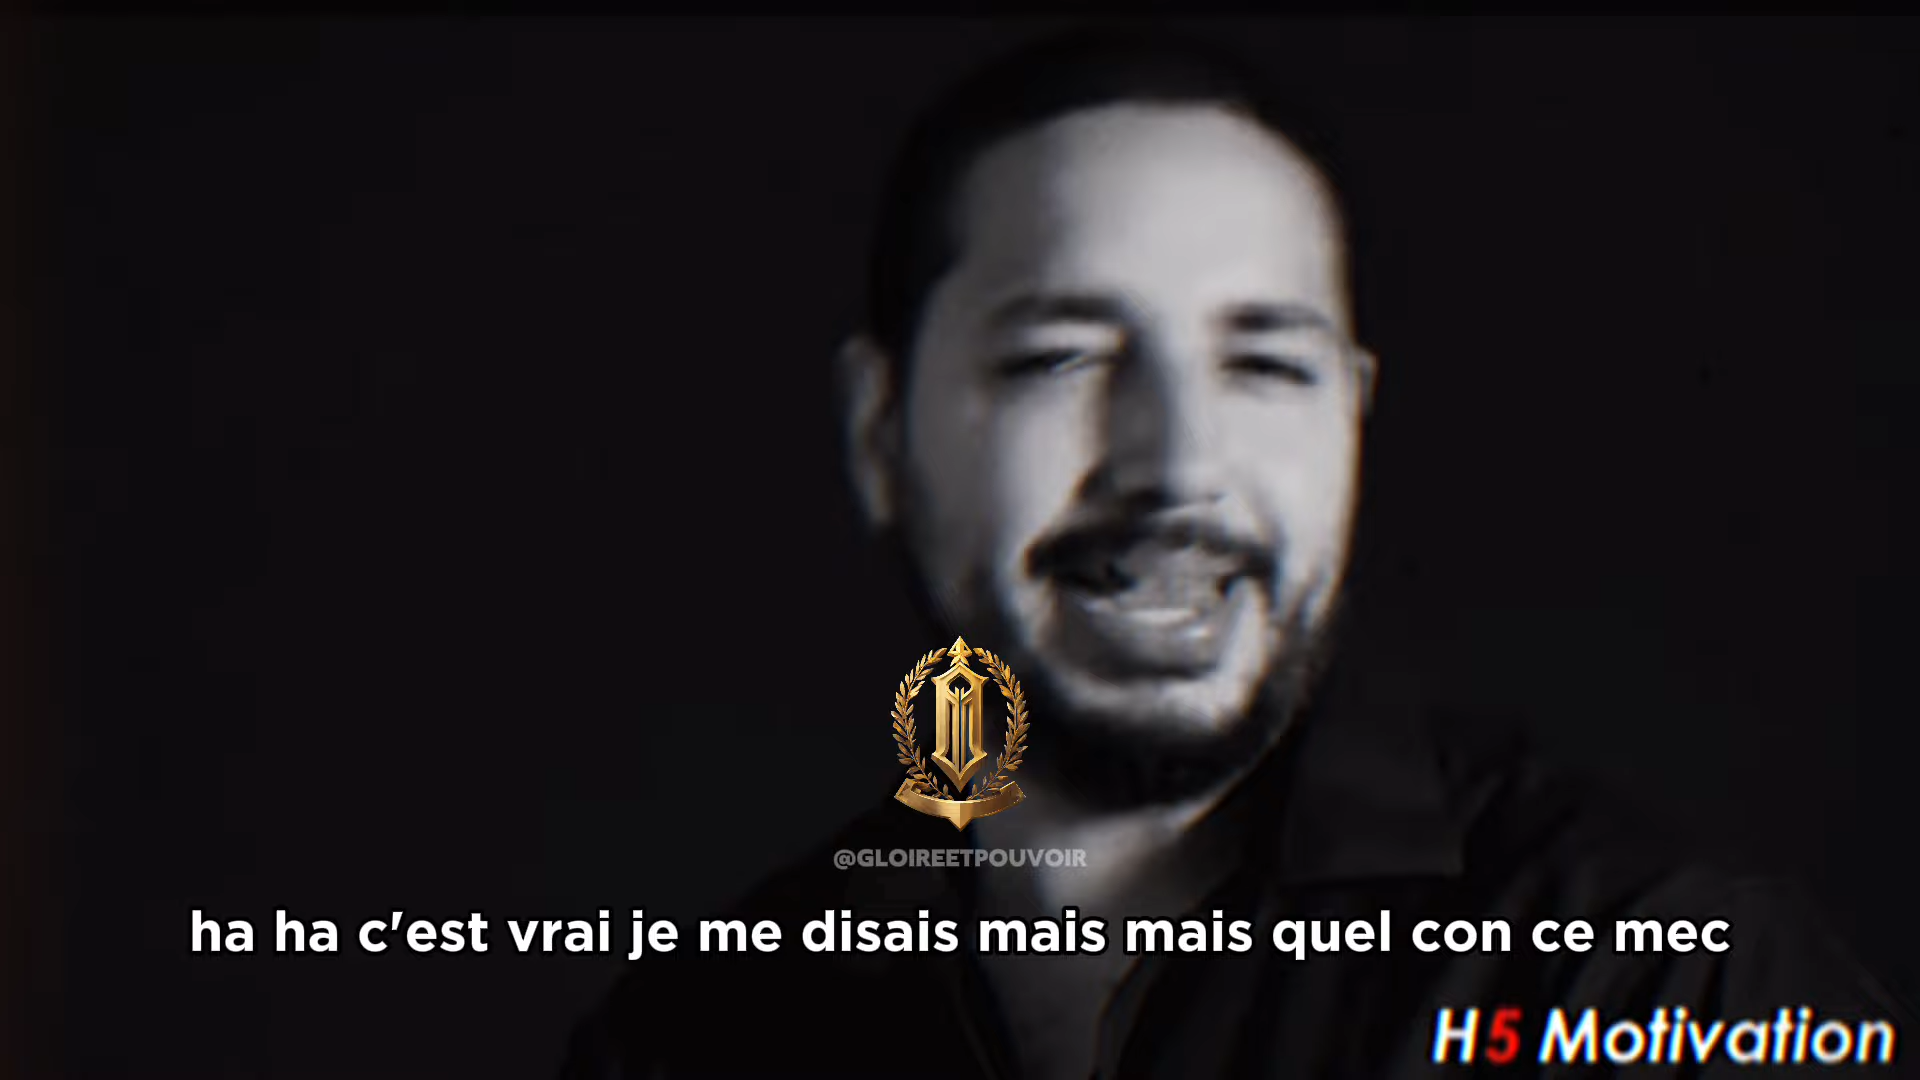 @GLOIREETPOUVOIR
ha ha c'est vrai je me disais mais mais quel con ce mec
H5 Motivation